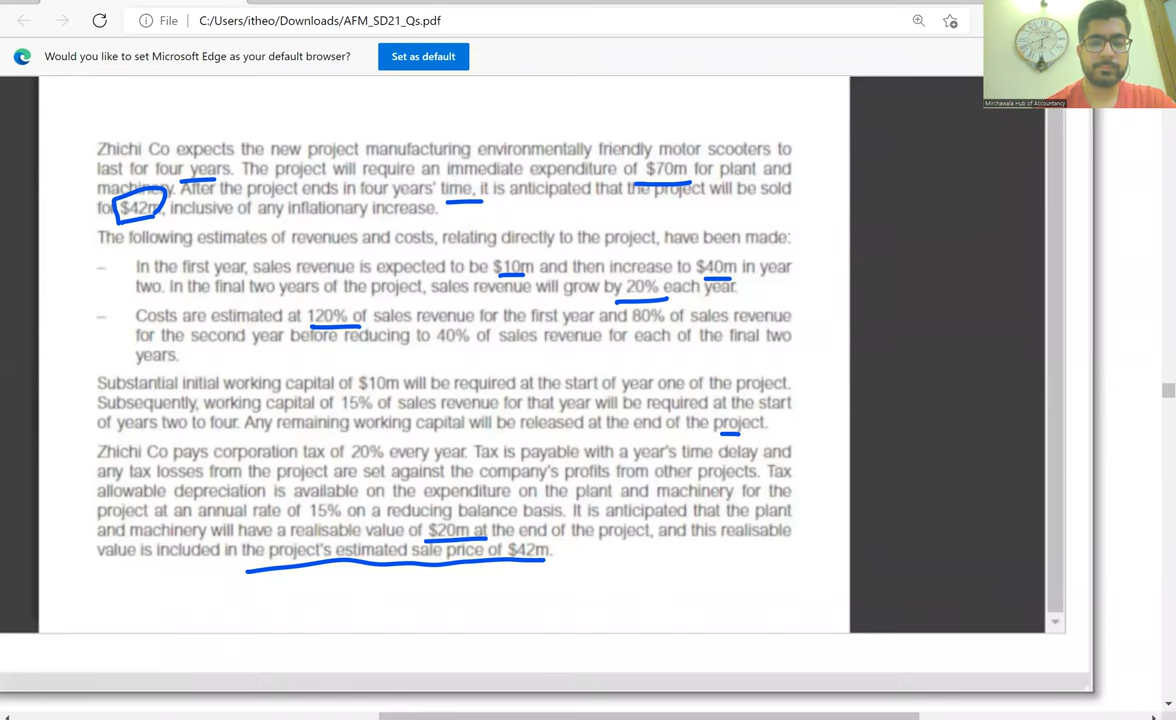 File
C:/Users/itheo/Downloads/AFM_SD21_Qs.pdf
Would you like to set Microsoft Edge as your default browser?
Set as default
Mirchawala Hub of Accountancy
Zhichi Co expects the new project manufacturing environmentally friendly motor scooters to
last for four years. The project will require an immediate expenditure of $70m for plant and
machinery. After the project ends in four years' time, it is anticipated that the project will be sold
for $42m, inclusive of any inflationary increase.
The following estimates of revenues and costs, relating directly to the project, have been made:
– In the first year, sales revenue is expected to be $10m and then increase to $40m in year
two. In the final two years of the project, sales revenue will grow by 20% each year.
– Costs are estimated at 120% of sales revenue for the first year and 80% of sales revenue
for the second year before reducing to 40% of sales revenue for each of the final two
years.
Substantial initial working capital of $10m will be required at the start of year one of the project.
Subsequently, working capital of 15% of sales revenue for that year will be required at the start
of years two to four. Any remaining working capital will be released at the end of the project.
Zhichi Co pays corporation tax of 20% every year. Tax is payable with a year's time delay and
any tax losses from the project are set against the company's profits from other projects. Tax
allowable depreciation is available on the expenditure on the plant and machinery for the
project at an annual rate of 15% on a reducing balance basis. It is anticipated that the plant
and machinery will have a realisable value of $20m at the end of the project, and this realisable
value is included in the project's estimated sale price of $42m.